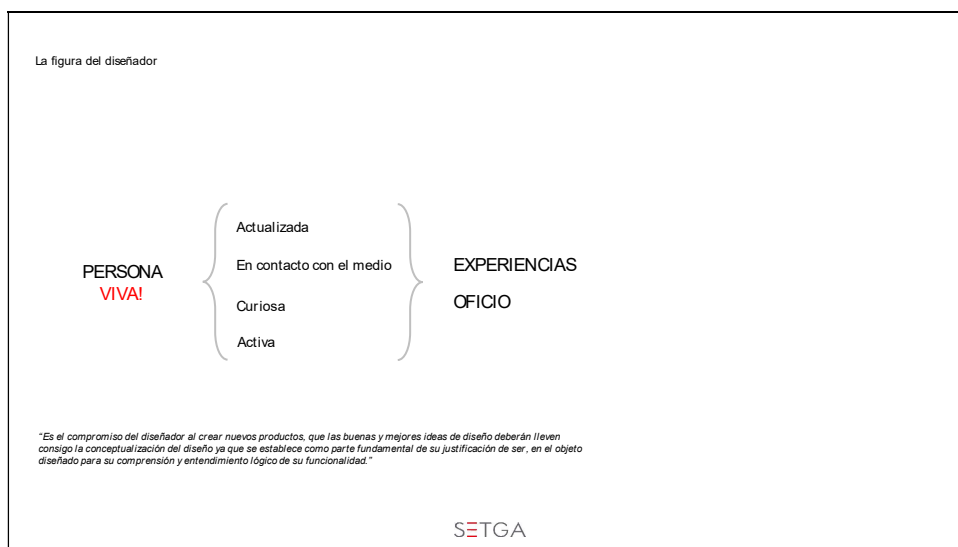 La figura del diseñador
PERSONA
VIVA!
Actualizada
En contacto con el medio
Curiosa
Activa
EXPERIENCIAS
OFICIO
“Es el compromiso del diseñador al crear nuevos productos, que las buenas y mejores ideas de diseño deberán lleven
consigo la conceptualización del diseño ya que se establece como parte fundamental de su justificación de ser, en el objeto
diseñado para su comprensión y entendimiento lógico de su funcionalidad.”
SETGA